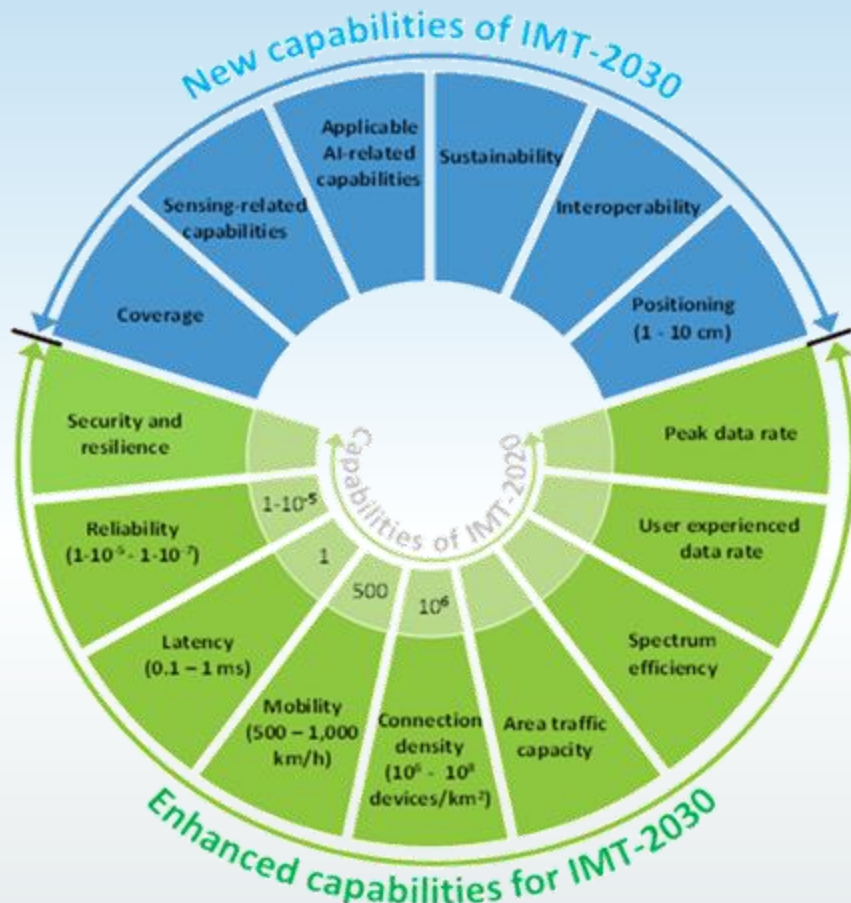 New capabilities of IMT-2030
Applicable
AI-related
capabilities
Sustainability
Sensing-related
capabilities
Interoperability
Coverage
Positioning
(1 - 10 cm)
Security and
resilience
Capabilities of IMT-2020
Peak data rate
Reliability
(1-10⁻⁵ - 1-10⁻⁷)
1-10⁻⁵
User experienced
data rate
Latency
(0.1 – 1 ms)
1
Spectrum
efficiency
Mobility
(500 – 1,000
km/h)
500
Connection
density
(10⁶ - 10⁸
devices/km²)
10⁶
Area traffic
capacity
Enhanced capabilities for IMT-2030